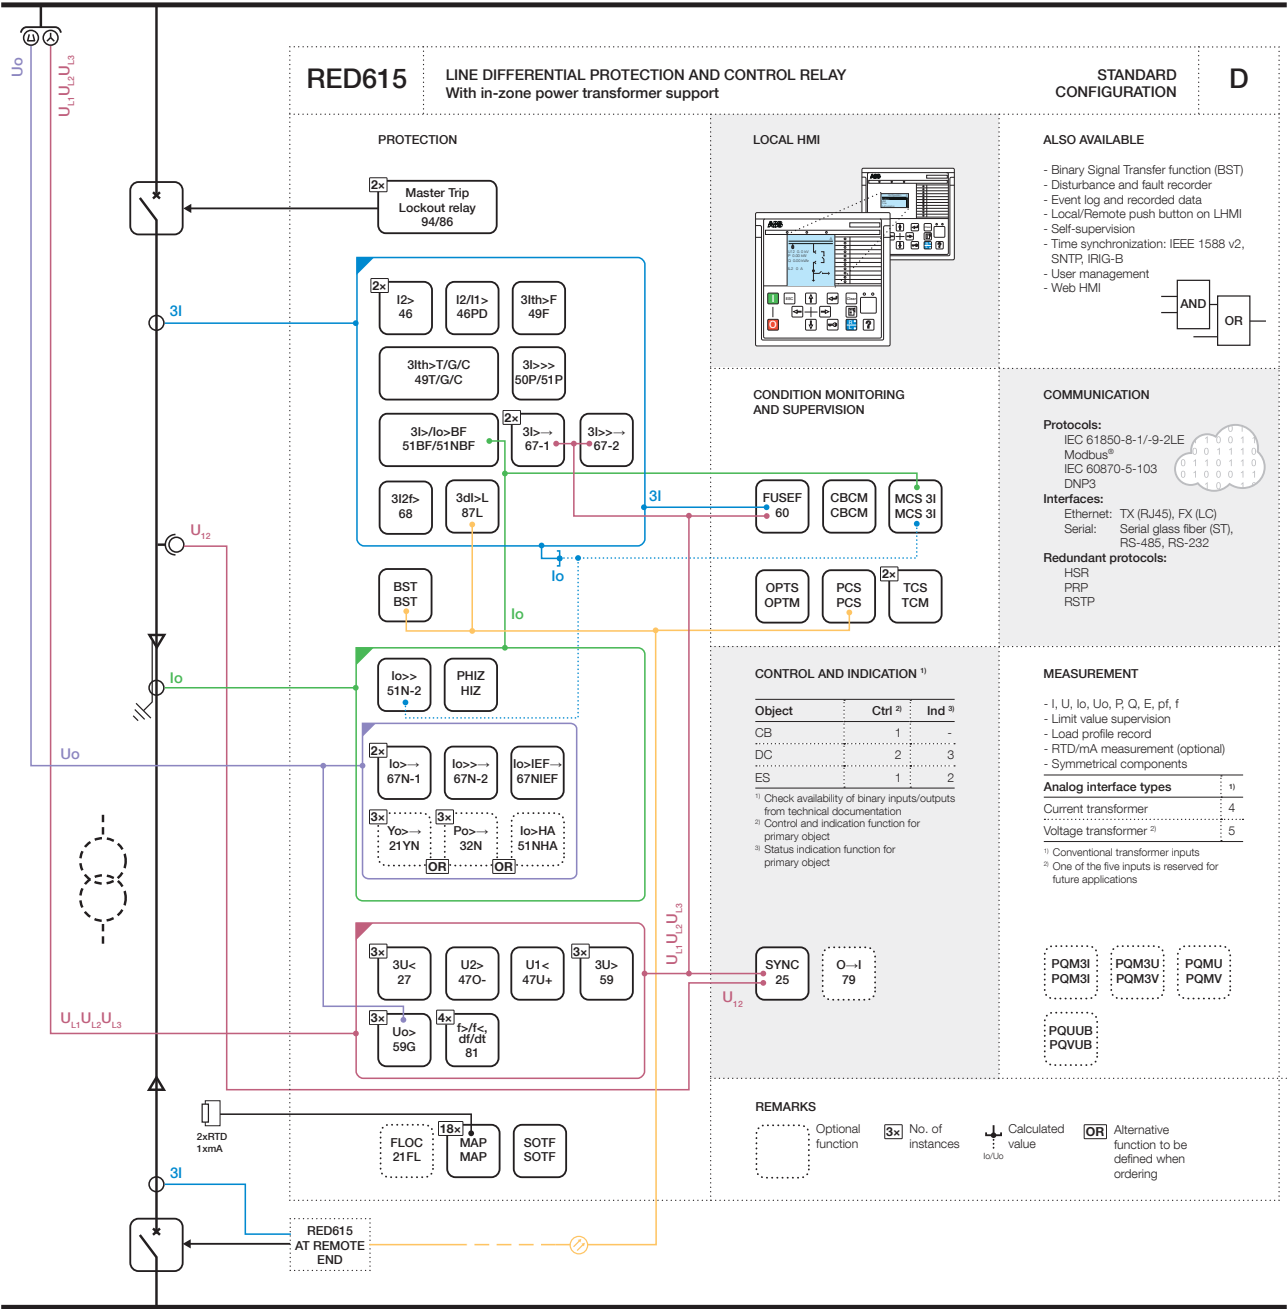 Uo
UL1UL2UL3
RED615
LINE DIFFERENTIAL PROTECTION AND CONTROL RELAY
With in-zone power transformer support
STANDARD
CONFIGURATION
D
PROTECTION
2×
Master Trip
Lockout relay
94/86
3I
2×
I2>
46
I2/I1>
46PD
3Ith>F
49F
3Ith>T/G/C
49T/G/C
3I>>>
50P/51P
3I>/Io>BF
51BF/51NBF
2×
3I>→
67-1
3I>>→
67-2
3I2f>
68
3dI>L
87L
3I
U12
Io
BST
BST
Io
Io
Io>>
51N-2
PHIZ
HIZ
Uo
2×
Io>→
67N-1
Io>>→
67N-2
Io>IEF→
67NIEF
3×
Yo>→
21YN
OR
3×
Po>→
32N
OR
Io>HA
51NHA
UL1UL2UL3
3×
3U<
27
U2>
47O-
U1<
47U+
3×
3U>
59
3×
Uo>
59G
4×
f>/f<,
df/dt
81
UL1UL2UL3
U12
2xRTD
1xmA
FLOC
21FL
18×
MAP
MAP
SOTF
SOTF
3I
RED615
AT REMOTE
END
LOCAL HMI
ABB
ABB
ALSO AVAILABLE
- Binary Signal Transfer function (BST)
- Disturbance and fault recorder
- Event log and recorded data
- Local/Remote push button on LHMI
- Self-supervision
- Time synchronization: IEEE 1588 v2,
SNTP, IRIG-B
- User management
- Web HMI
AND
OR
CONDITION MONITORING
AND SUPERVISION
FUSEF
60
CBCM
CBCM
MCS 3I
MCS 3I
OPTS
OPTM
PCS
PCS
2×
TCS
TCM
COMMUNICATION
Protocols:
IEC 61850-8-1/-9-2LE
Modbus®
IEC 60870-5-103
DNP3
Interfaces:
Ethernet: TX (RJ45), FX (LC)
Serial: Serial glass fiber (ST),
RS-485, RS-232
Redundant protocols:
HSR
PRP
RSTP
CONTROL AND INDICATION 1)
Object Ctrl 2) Ind 3)
CB 1 -
DC 2 3
ES 1 2
1) Check availability of binary inputs/outputs
from technical documentation
2) Control and indication function for
primary object
3) Status indication function for
primary object
SYNC
25
O→I
79
MEASUREMENT
- I, U, Io, Uo, P, Q, E, pf, f
- Limit value supervision
- Load profile record
- RTD/mA measurement (optional)
- Symmetrical components
Analog interface types 1)
Current transformer 4
Voltage transformer 2) 5
1) Conventional transformer inputs
2) One of the five inputs is reserved for
future applications
PQM3I
PQM3I
PQM3U
PQM3V
PQMU
PQMV
PQUUB
PQVUB
REMARKS
Optional
function
3×
No. of
instances
Io/Uo
Calculated
value
OR
Alternative
function to be
defined when
ordering